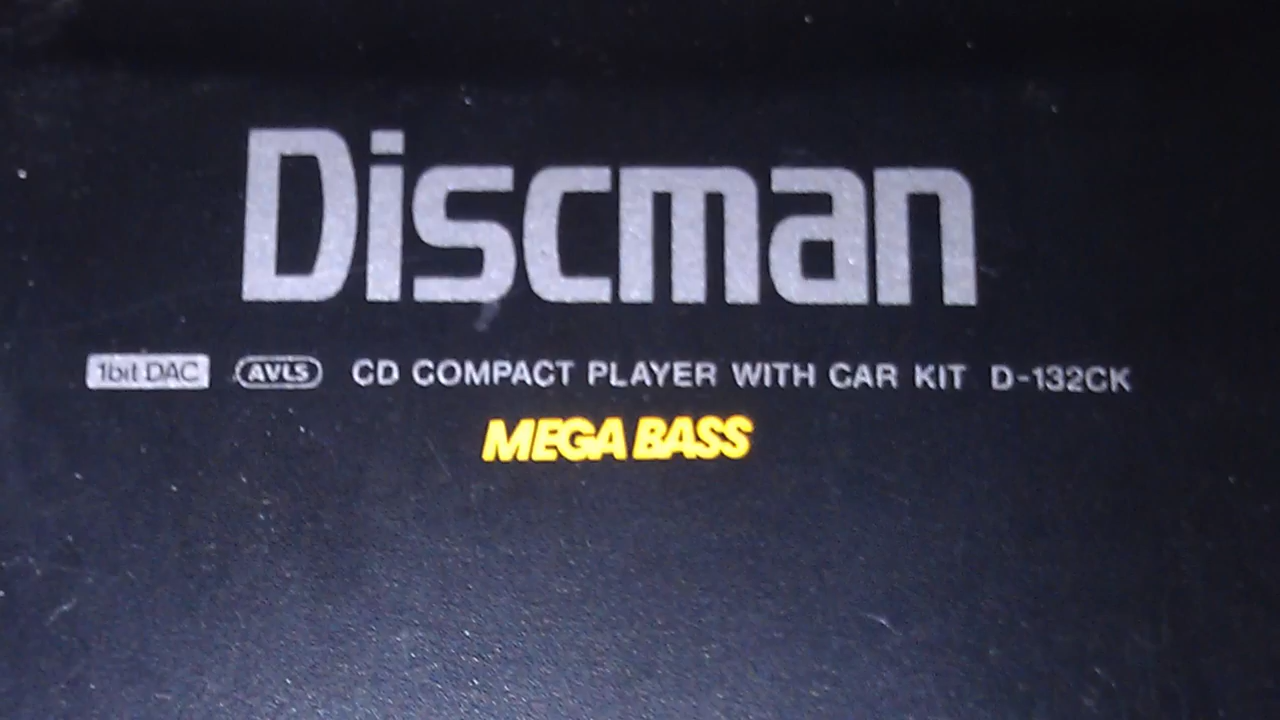 Discman
1bit DAC AVLS CD COMPACT PLAYER WITH CAR KIT D-132CK
MEGA BASS